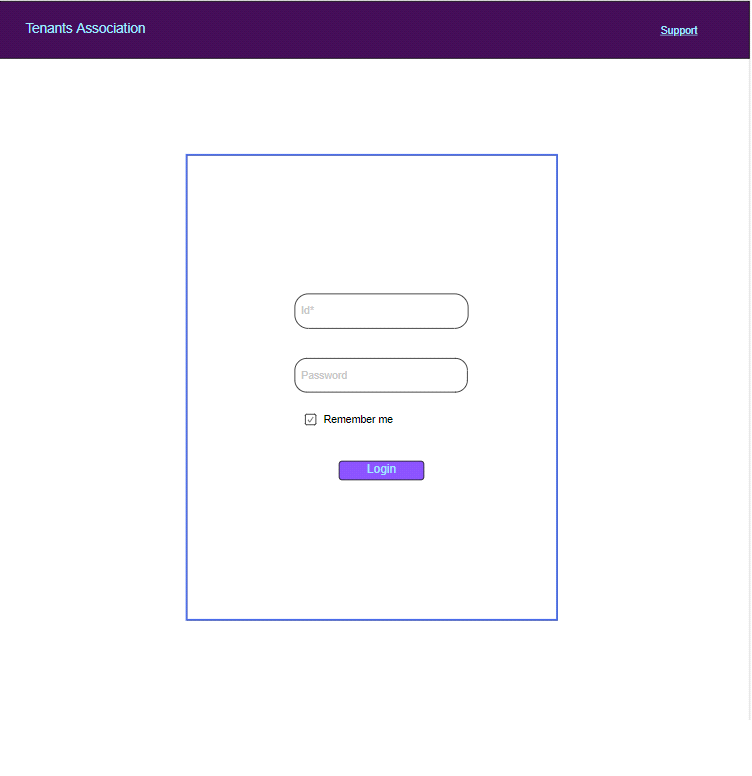 Tenants Association
Support
Id*
Password
Remember me
Login